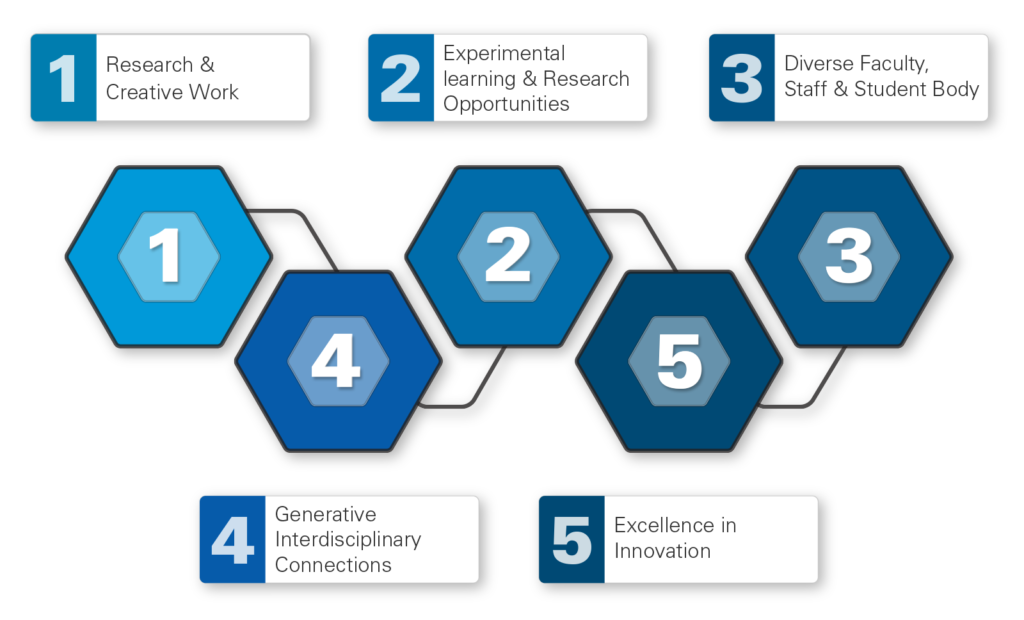 1
Research &
Creative Work
2
Experimental
learning & Research
Opportunities
3
Diverse Faculty,
Staff & Student Body
1
2
3
4
5
4
Generative
Interdisciplinary
Connections
5
Excellence in
Innovation